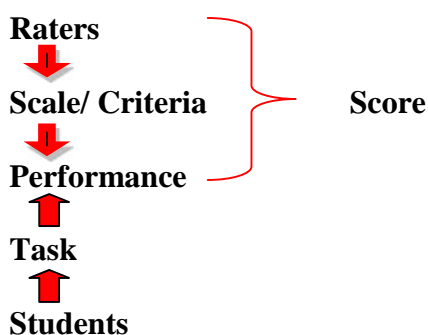 Raters
Scale/ Criteria Score
Performance
Task
Students